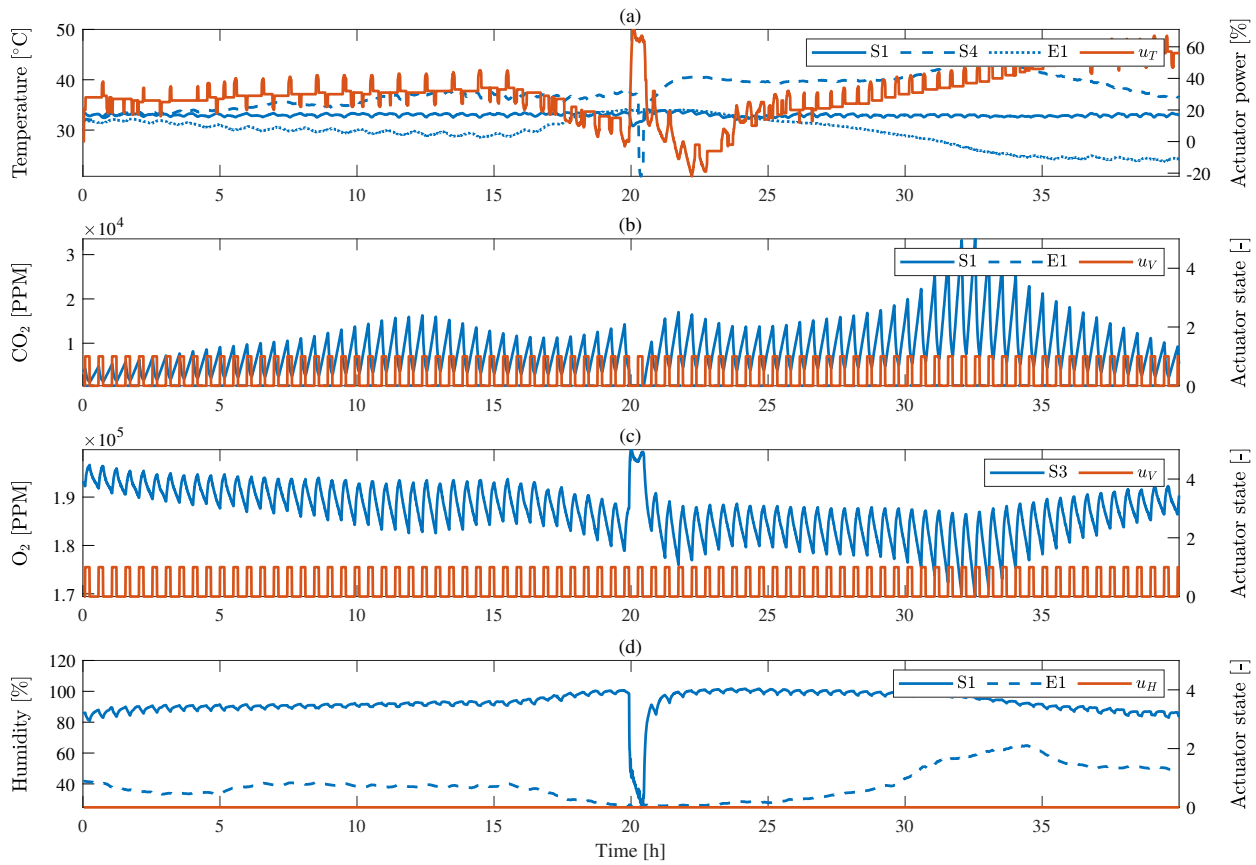 (a)
Temperature [°C]
50
40
30
S1 S4 E1 u_T
60
40
20
0
-20
Actuator power [%]
0 5 10 15 20 25 30 35
(b)
×10⁴
CO₂ [PPM]
3
2
1
S1 E1 u_V
4
2
0
Actuator state [-]
0 5 10 15 20 25 30 35
(c)
×10⁵
O₂ [PPM]
1.9
1.8
1.7
S3 u_V
4
2
0
Actuator state [-]
0 5 10 15 20 25 30 35
(d)
Humidity [%]
120
100
80
60
40
S1 E1 u_H
4
2
0
Actuator state [-]
0 5 10 15 20 25 30 35
Time [h]